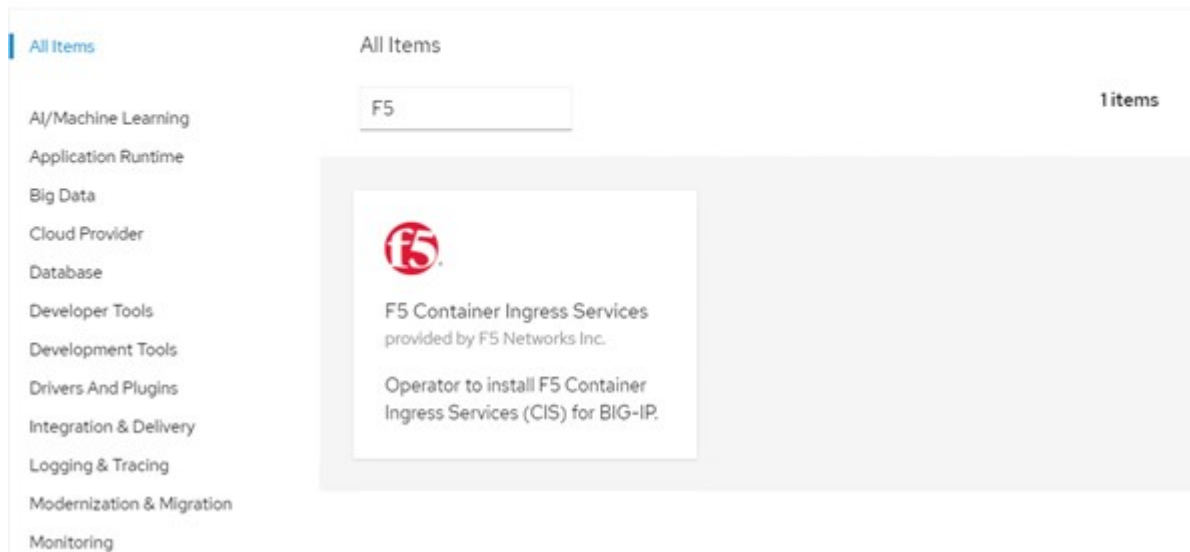 All Items
AI/Machine Learning
Application Runtime
Big Data
Cloud Provider
Database
Developer Tools
Development Tools
Drivers And Plugins
Integration & Delivery
Logging & Tracing
Modernization & Migration
Monitoring
All Items
F5
1 items
f5
F5 Container Ingress Services
provided by F5 Networks Inc.
Operator to install F5 Container
Ingress Services (CIS) for BIG-IP.